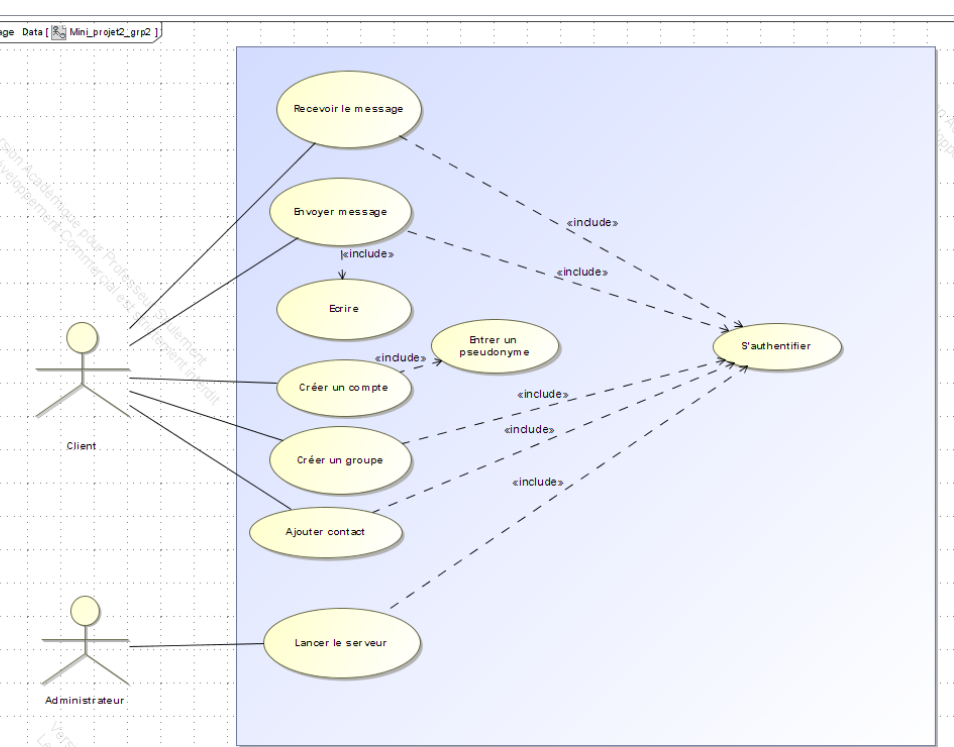 age Data [ Mini_projet2_grp2 ]
Recevoir le message
«include»
Envoyer message
«include»
«include»
Ecrire
Entrer un
pseudonyme
S'authentifier
«include»
Créer un compte
«include»
«include»
Client
Créer un groupe
«include»
Ajouter contact
Lancer le serveur
Administrateur